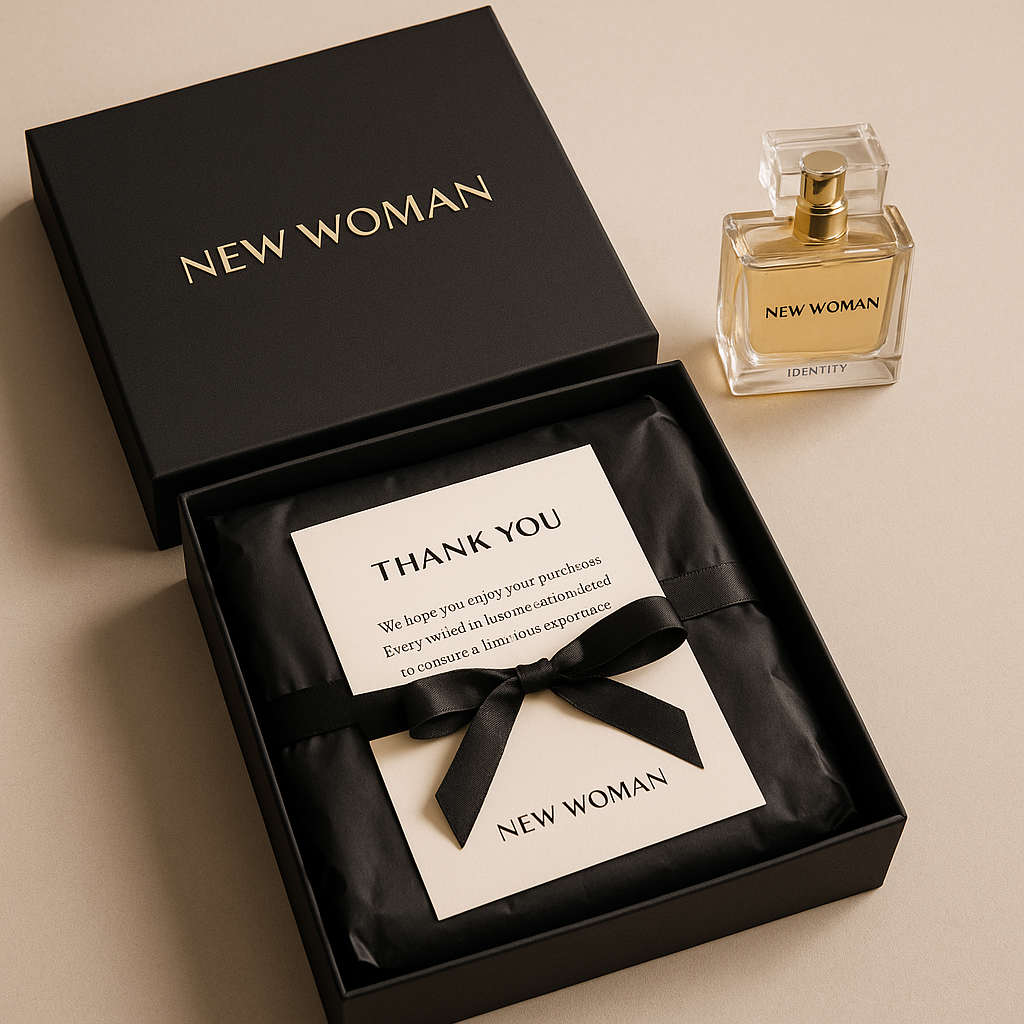 NEW WOMAN
NEW WOMAN
IDENTITY
THANK YOU
We hope you enjoy your purchsoss
Every in
to consure a exportace
NEW WOMAN